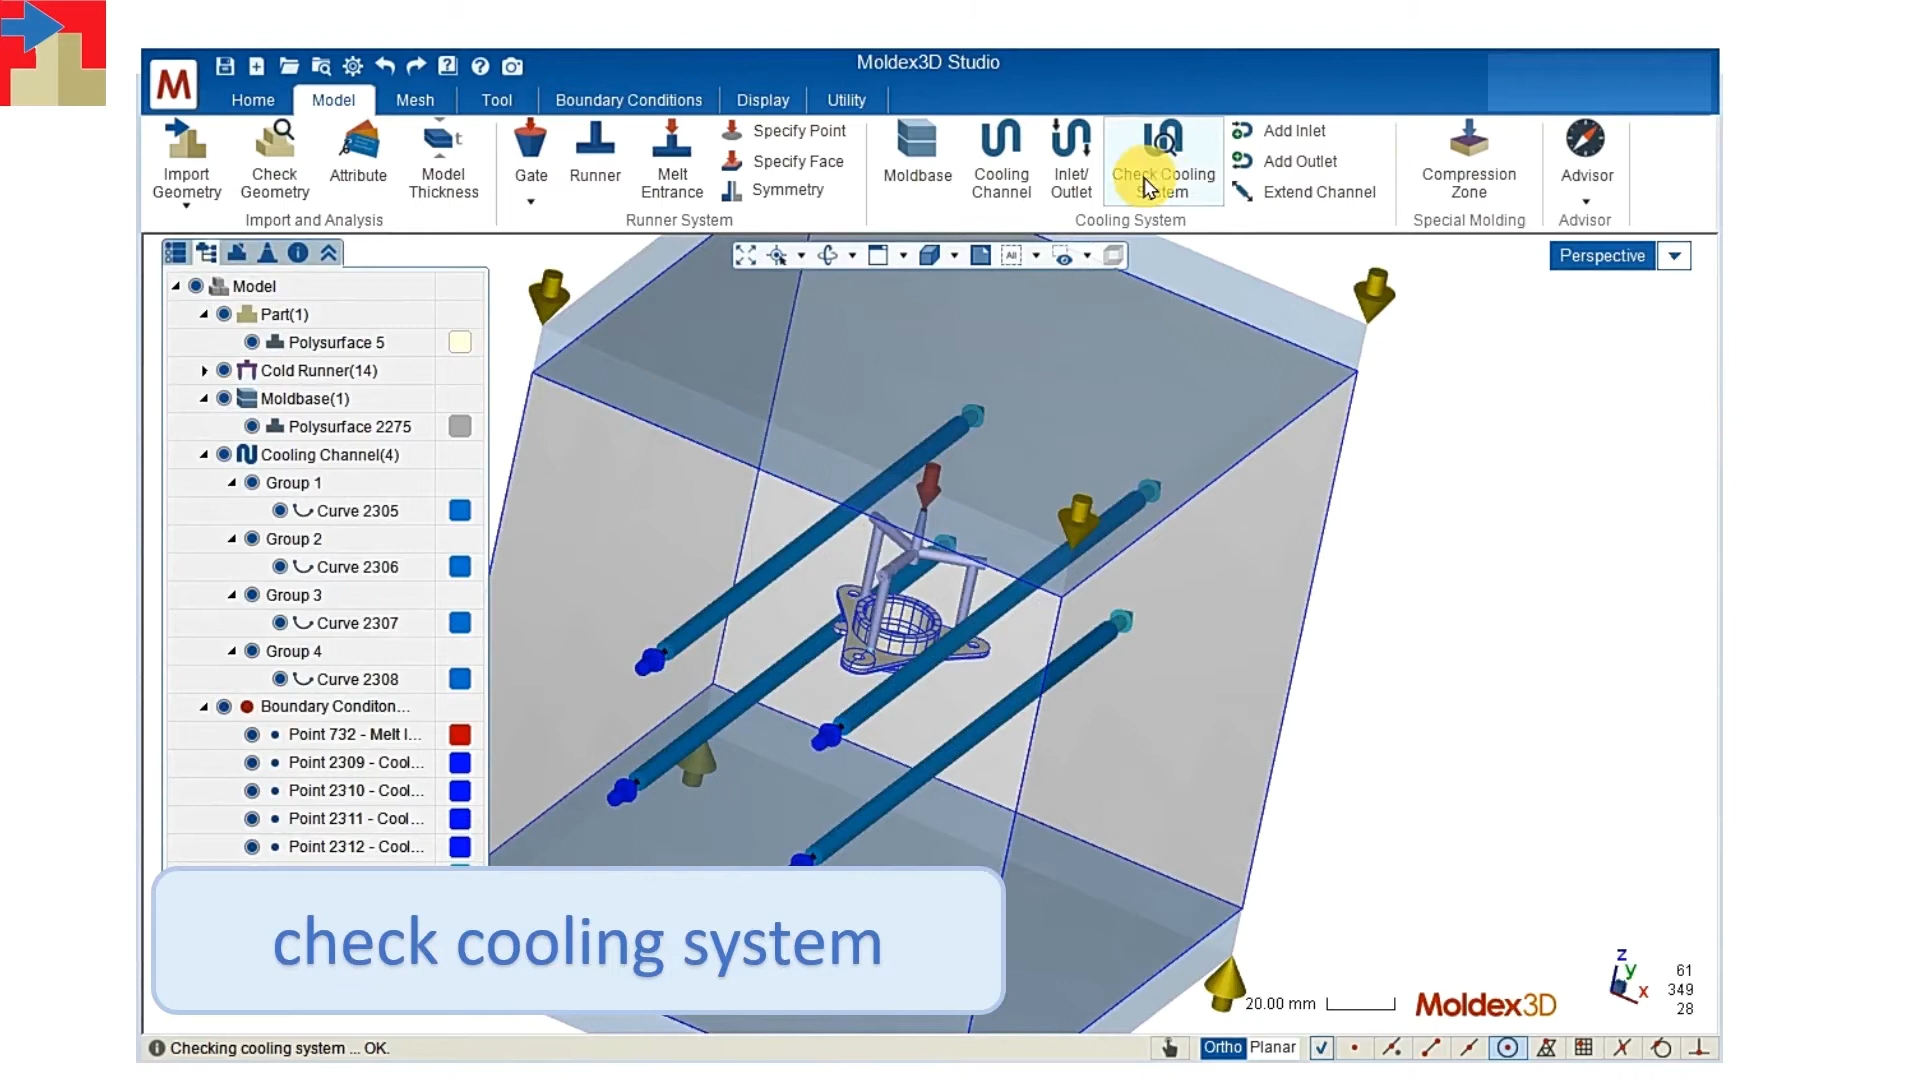 Moldex3D Studio
M
Home Model Mesh Tool Boundary Conditions Display Utility
Import Geometry
Check Geometry
Attribute
Model Thickness
Import and Analysis
Gate
Runner
Melt Entrance
Specify Point
Specify Face
Symmetry
Runner System
Moldbase
Cooling Channel
Inlet/ Outlet
Check Cooling System
Add Inlet
Add Outlet
Extend Channel
Cooling System
Compression Zone
Special Molding
Advisor
Advisor
All
Perspective
Model
Part(1)
Polysurface 5
Cold Runner(14)
Moldbase(1)
Polysurface 2275
Cooling Channel(4)
Group 1
Curve 2305
Group 2
Curve 2306
Group 3
Curve 2307
Group 4
Curve 2308
Boundary Conditon...
Point 732 - Melt I...
Point 2309 - Cool...
Point 2310 - Cool...
Point 2311 - Cool...
Point 2312 - Cool...
check cooling system
20.00 mm
Moldex3D
z
y
x
61
349
28
Checking cooling system ... OK.
Ortho Planar